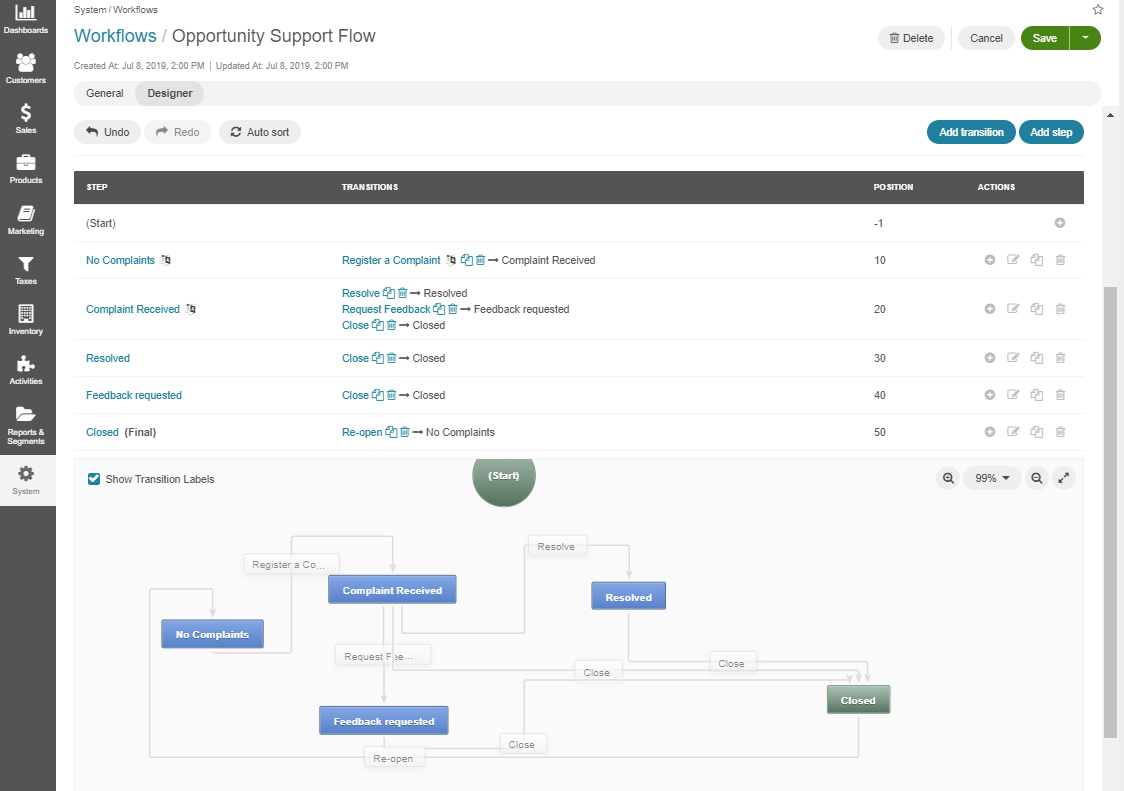 System / Workflows
Workflows / Opportunity Support Flow
Delete
Cancel
Save
Created At: Jul 8, 2019, 2:00 PM | Updated At: Jul 8, 2019, 2:00 PM
General
Designer
Undo
Redo
Auto sort
Add transition
Add step
Dashboards
Customers
Sales
Products
Marketing
Taxes
Inventory
Activities
Reports &
Segments
System
STEP TRANSITIONS POSITION ACTIONS
(Start) -1
No Complaints Register a Complaint → Complaint Received 10
Resolve → Resolved
Complaint Received Request Feedback → Feedback requested 20
Close → Closed
Resolved Close → Closed 30
Feedback requested Close → Closed 40
Closed (Final) Re-open → No Complaints 50
Show Transition Labels
(Start)
99%
Resolve
Register a Co...
Complaint Received
Resolved
No Complaints
Request Fee...
Close
Close
Closed
Feedback requested
Close
Re-open